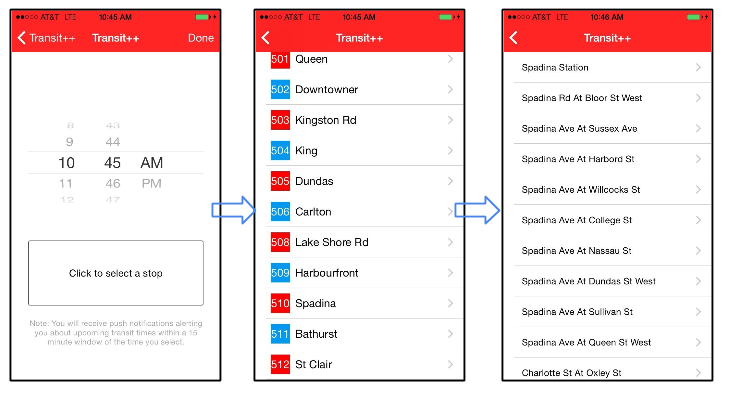 AT&T LTE 10:45 AM
Transit++ Transit++ Done
8 43
9 44
10 45 AM
11 46 PM
12 47
Click to select a stop
Note: You will receive push notifications alerting
you about upcoming transit times within a 15
minute window of the time you select.
AT&T LTE 10:45 AM
Transit++
501 Queen
502 Downtowner
503 Kingston Rd
504 King
505 Dundas
506 Carlton
508 Lake Shore Rd
509 Harbourfront
510 Spadina
511 Bathurst
512 St Clair
AT&T LTE 10:46 AM
Transit++
Spadina Station
Spadina Rd At Bloor St West
Spadina Ave At Sussex Ave
Spadina Ave At Harbord St
Spadina Ave At Willcocks St
Spadina Ave At College St
Spadina Ave At Nassau St
Spadina Ave At Dundas St West
Spadina Ave At Sullivan St
Spadina Ave At Queen St West
Charlotte St At Oxley St